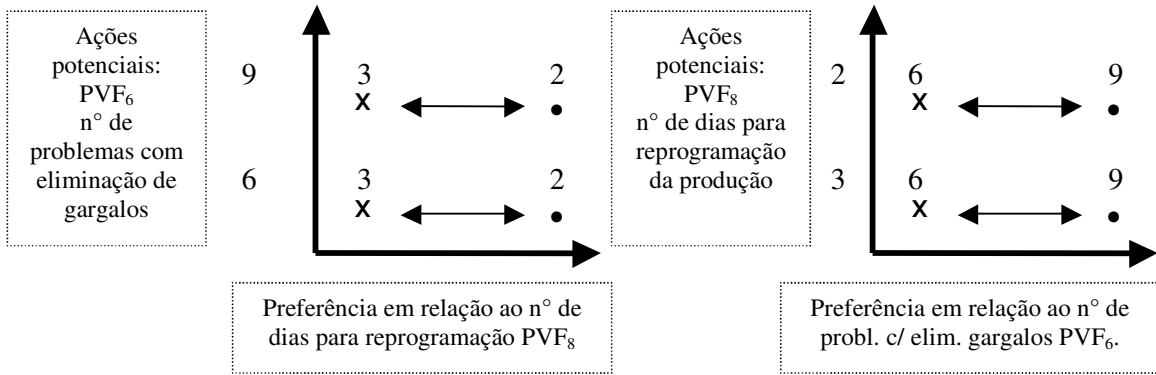 Ações
potenciais:
PVF₆
n° de
problemas com
eliminação de
gargalos
9 3 2
x
6 3 2
x
Preferência em relação ao n° de
dias para reprogramação PVF₈
Ações
potenciais:
PVF₈
n° de dias para
reprogramação
da produção
2 6 9
x
3 6 9
x
Preferência em relação ao n° de
probl. c/ elim. gargalos PVF₆.